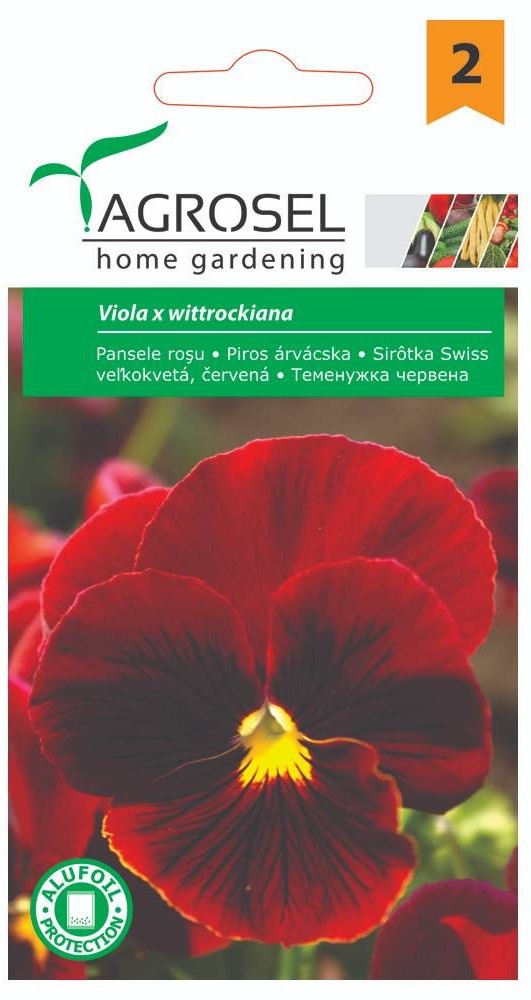 2
AGROSEL
home gardening
Viola x wittrockiana
Pansele roşu • Piros árvácska • Sirôtka Swiss
veľkokvetá, červená • Теменужка червена
• ALUFOIL •
PROTECTION